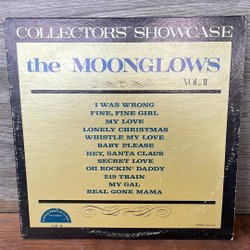 COLLECTORS SHOWCASE
the MOONGLOWS
VOL. II
I WAS WRONG
FINE, FINE GIRL
MY LOVE
LONELY CHRISTMAS
WHISTLE MY LOVE
BABY PLEASE
HEY, SANTA CLAUS
SECRET LOVE
OH ROCKIN' DADDY
219 TRAIN
MY GAL
REAL GONE MAMA